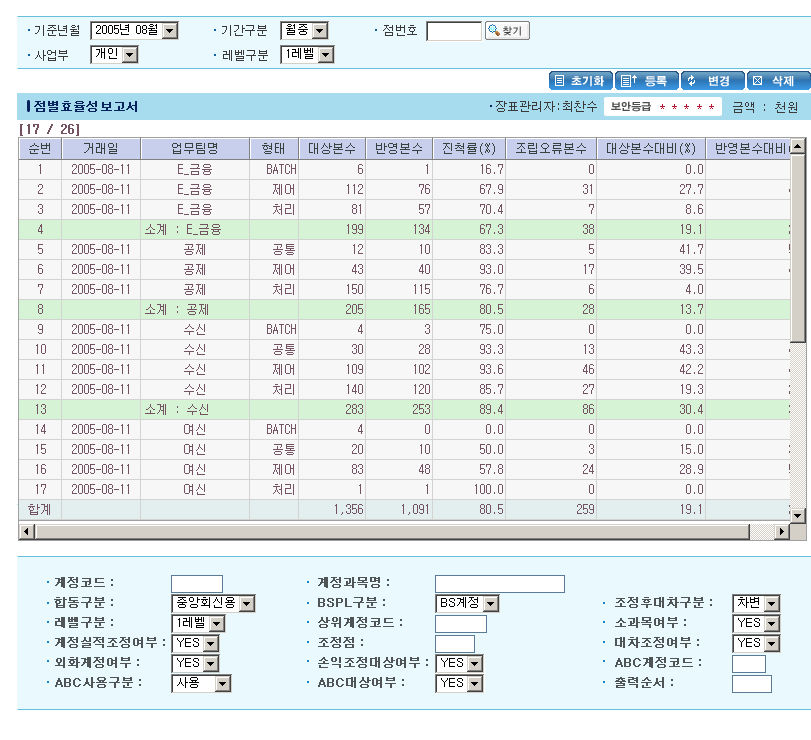 · 기준년월 2005년 08월 · 기간구분 월중 · 점번호 찾기
· 사업부 개인 · 레벨구분 1레벨
초기화 등록 변경 삭제
점별효율성보고서 · 장표관리자:최찬수 보안등급 * * * * * 금액 : 천원
[17 / 26]
순번 거래일 업무팀명 형태 대상본수 반영본수 진척률(%) 조립오류본수 대상본수대비(%) 반영본수대비(
1 2005-08-11 E_금융 BATCH 6 1 16.7 0 0.0
2 2005-08-11 E_금융 제어 112 76 67.9 31 27.7
3 2005-08-11 E_금융 처리 81 57 70.4 7 8.6
4 소계 : E_금융 199 134 67.3 38 19.1
5 2005-08-11 공제 공통 12 10 83.3 5 41.7
6 2005-08-11 공제 제어 43 40 93.0 17 39.5
7 2005-08-11 공제 처리 150 115 76.7 6 4.0
8 소계 : 공제 205 165 80.5 28 13.7
9 2005-08-11 수신 BATCH 4 3 75.0 0 0.0
10 2005-08-11 수신 공통 30 28 93.3 13 43.3
11 2005-08-11 수신 제어 109 102 93.6 46 42.2
12 2005-08-11 수신 처리 140 120 85.7 27 19.3
13 소계 : 수신 283 253 89.4 86 30.4
14 2005-08-11 여신 BATCH 4 0 0.0 0 0.0
15 2005-08-11 여신 공통 20 10 50.0 3 15.0
16 2005-08-11 여신 제어 83 48 57.8 24 28.9
17 2005-08-11 여신 처리 1 1 100.0 0 0.0
합계 1,356 1,091 80.5 259 19.1
· 계정코드 : · 계정과목명 :
· 합동구분 : 중앙회신용 · BSPL구분 : BS계정 · 조정후대차구분 : 차변
· 레벨구분 : 1레벨 · 상위계정코드 : · 소과목여부 : YES
· 계정실적조정여부 : YES · 조정점 : · 대차조정여부 : YES
· 외화계정여부 : YES · 손익조정대상여부 : YES · ABC계정코드 :
· ABC사용구분 : 사용 · ABC대상여부 : YES · 출력순서 :